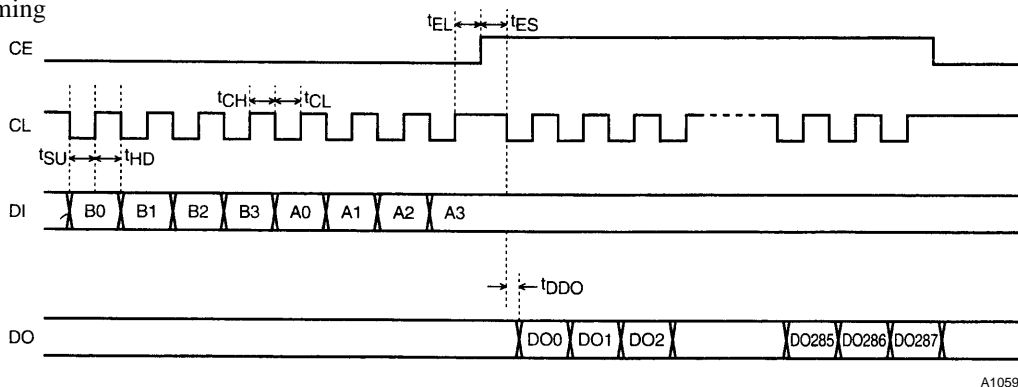 ming
tEL tES
CE
tCH tCL
CL
tSU tHD
DI B0 B1 B2 B3 A0 A1 A2 A3
tDDO
DO DO0 DO1 DO2 DO285 DO286 DO287
A1059